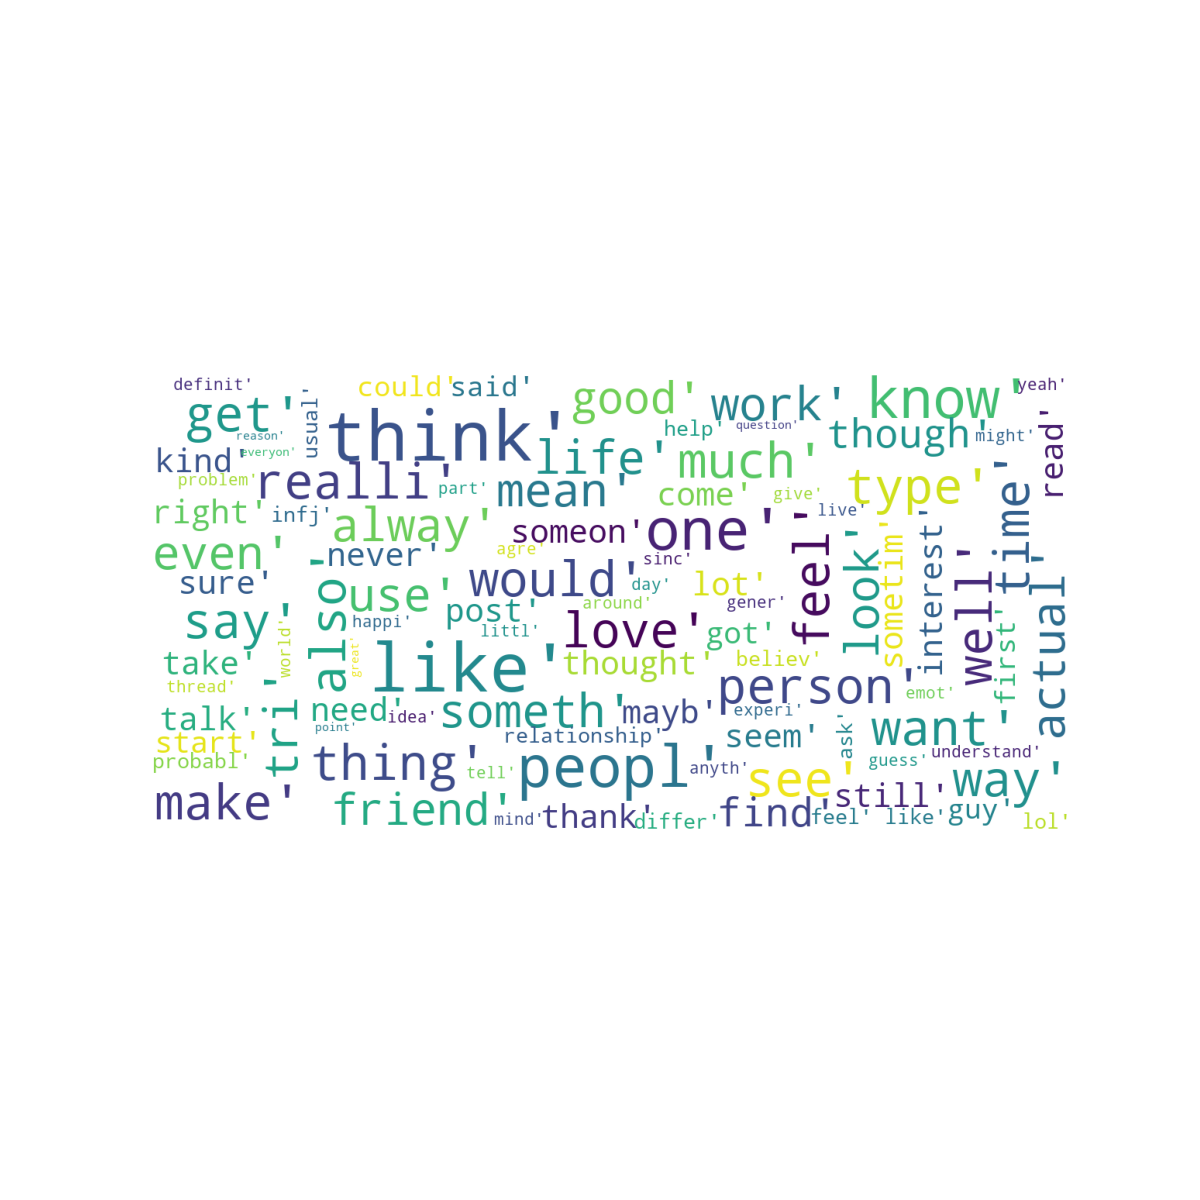 definit'
could'
said'
good'
work'
know'
yeah'
get'
usual'
think'
help'
question'
though'
might'
read'
reason'
everyon'
life'
much'
kind'
realli'
problem'
part'
mean'
come'
give'
type'
time'
right'
infj'
alway'
someon'
one'
live'
feel'
look'
sometim'
interest'
well'
even'
never'
agre'
sinc'
sure'
also'
use'
would'
day'
lot'
actual'
say'
happi'
post'
around'
gener'
littl'
love'
got'
first'
world'
great'
take'
like'
thought'
believ'
thread'
tri'
need'
idea'
someth'
mayb'
person'
emot'
talk'
point'
relationship'
experi'
seem'
ask'
want'
start'
probabl'
thing'
tell'
peopl'
anyth'
see'
guess'
understand'
way'
make'
friend'
mind'
thank'
differ'
find'
still'
feel' like'
guy'
lol'